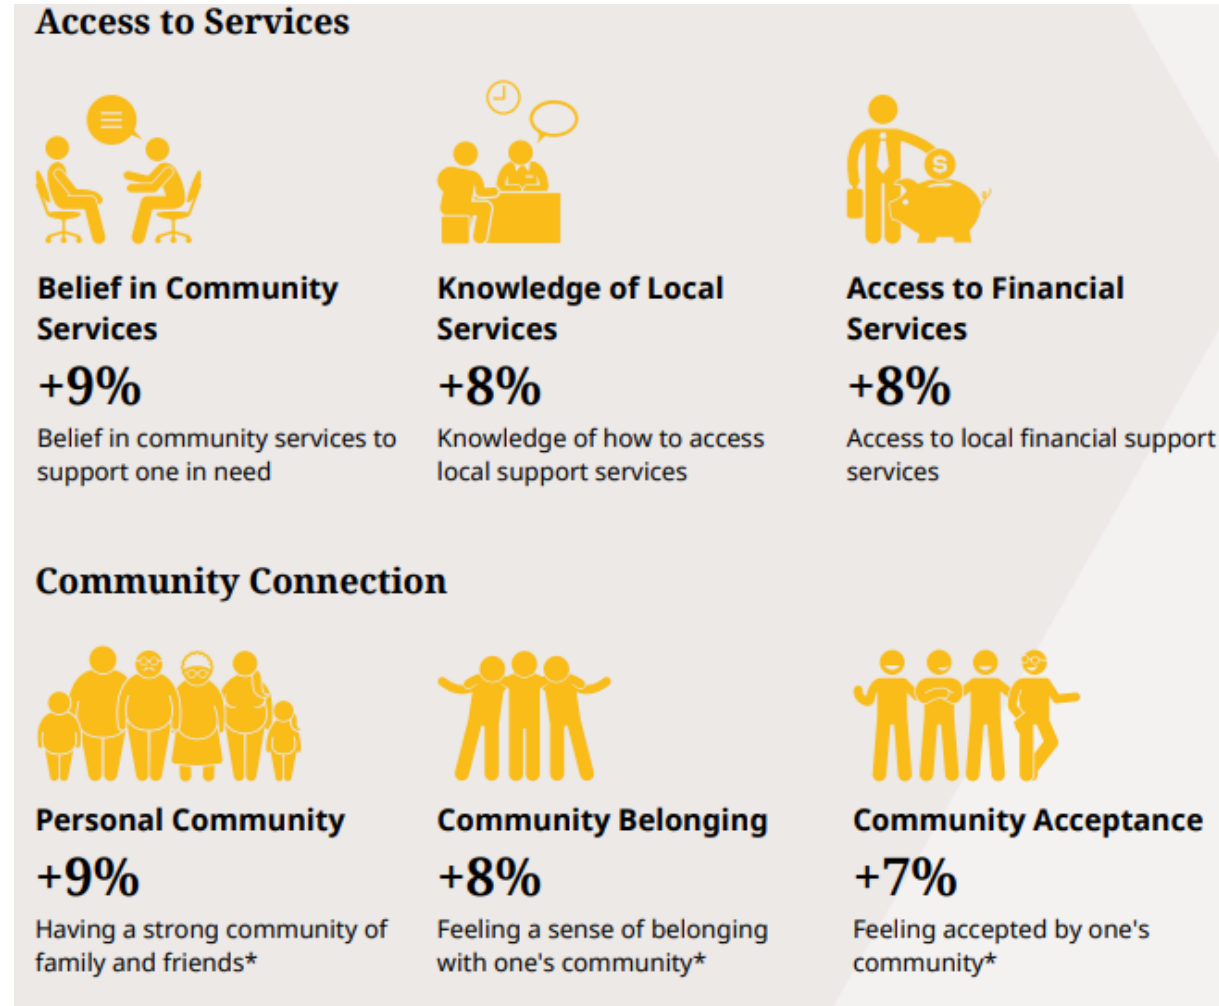 Access to Services
$
Belief in Community
Services
+9%
Belief in community services to
support one in need
Knowledge of Local
Services
+8%
Knowledge of how to access
local support services
Access to Financial
Services
+8%
Access to local financial support
services
Community Connection
Personal Community
+9%
Having a strong community of
family and friends*
Community Belonging
+8%
Feeling a sense of belonging
with one's community*
Community Acceptance
+7%
Feeling accepted by one's
community*